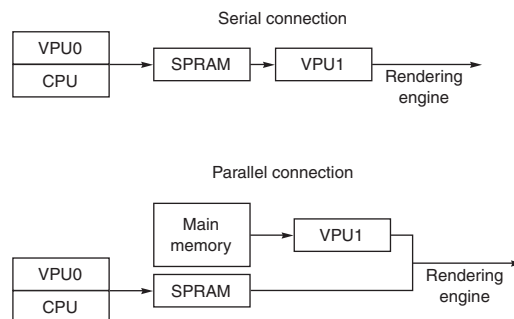 Serial connection
VPU0
CPU
SPRAM
VPU1
Rendering
engine
Parallel connection
Main
memory
VPU1
VPU0
CPU
SPRAM
Rendering
engine